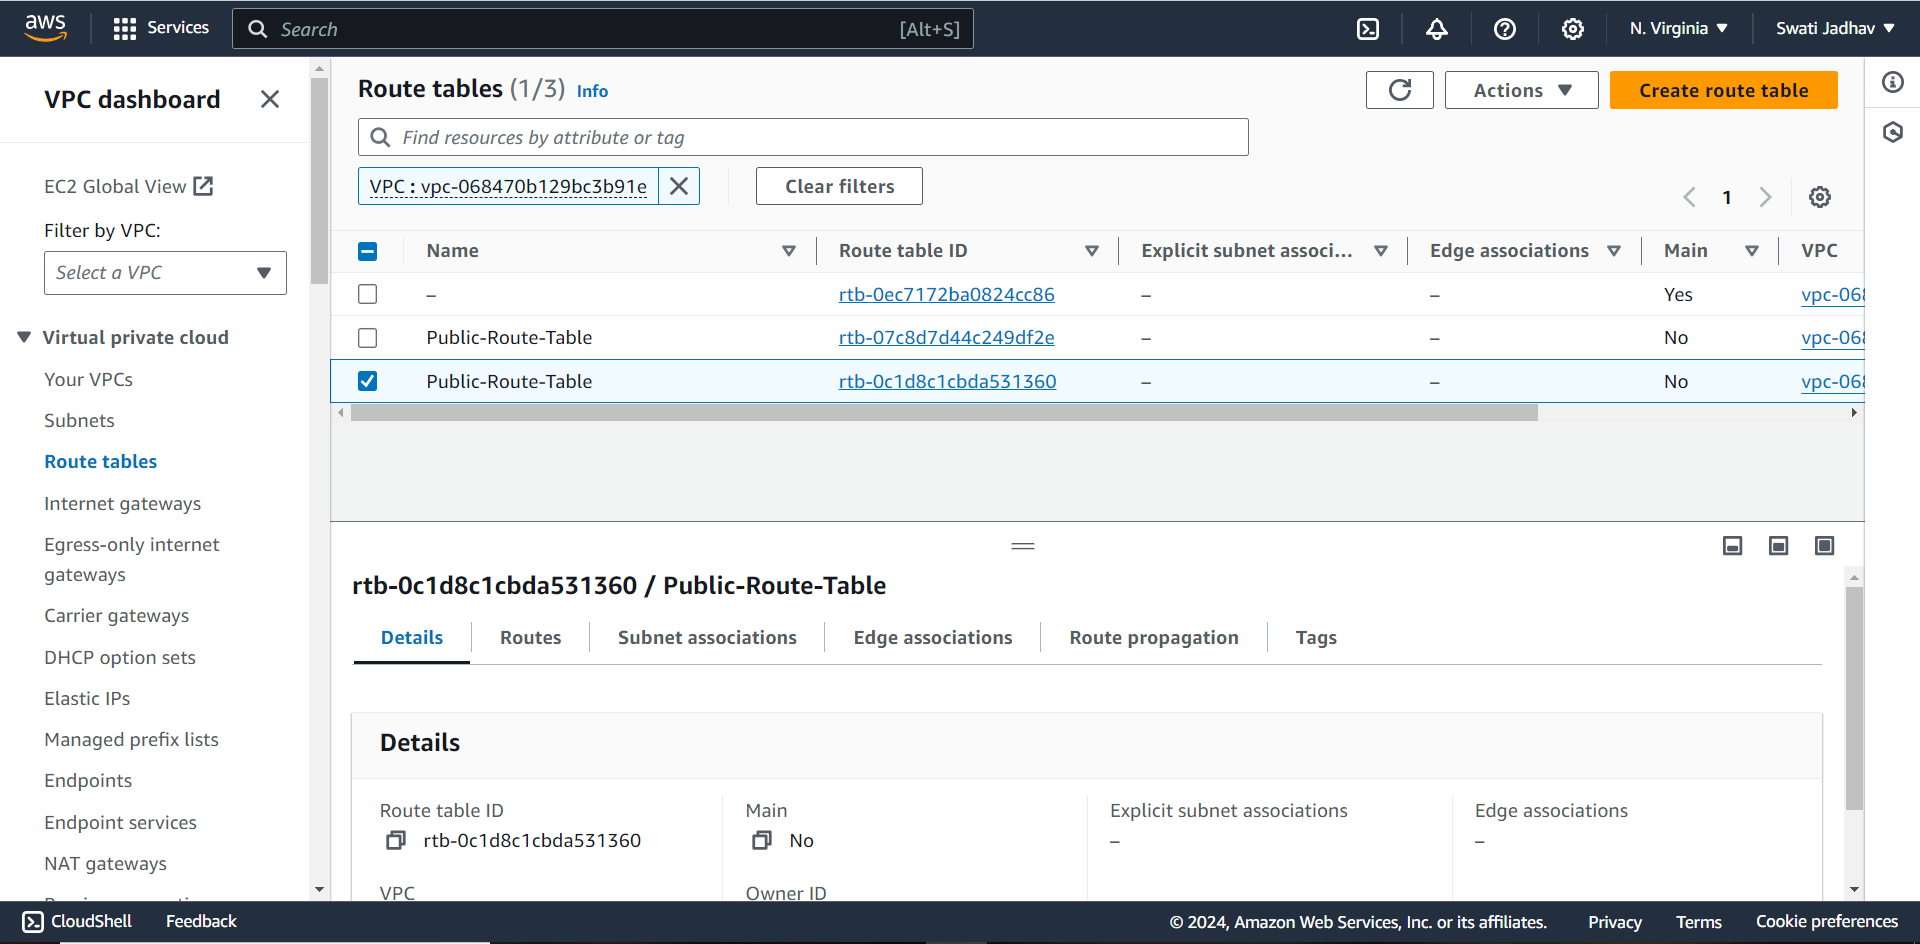 aws
Services
Search [Alt+S]
N. Virginia
Swati Jadhav
VPC dashboard
EC2 Global View
Filter by VPC:
Select a VPC
Virtual private cloud
Your VPCs
Subnets
Route tables
Internet gateways
Egress-only internet
gateways
Carrier gateways
DHCP option sets
Elastic IPs
Managed prefix lists
Endpoints
Endpoint services
NAT gateways
Route tables (1/3) Info
Actions
Create route table
Find resources by attribute or tag
VPC : vpc-068470b129bc3b91e
Clear filters
1
Name Route table ID Explicit subnet associ... Edge associations Main VPC
– rtb-0ec7172ba0824cc86 – – Yes vpc-068
Public-Route-Table rtb-07c8d7d44c249df2e – – No vpc-068
Public-Route-Table rtb-0c1d8c1cbda531360 – – No vpc-068
rtb-0c1d8c1cbda531360 / Public-Route-Table
Details Routes Subnet associations Edge associations Route propagation Tags
Details
Route table ID Main Explicit subnet associations Edge associations
rtb-0c1d8c1cbda531360 No – –
VPC Owner ID
CloudShell Feedback © 2024, Amazon Web Services, Inc. or its affiliates. Privacy Terms Cookie preferences